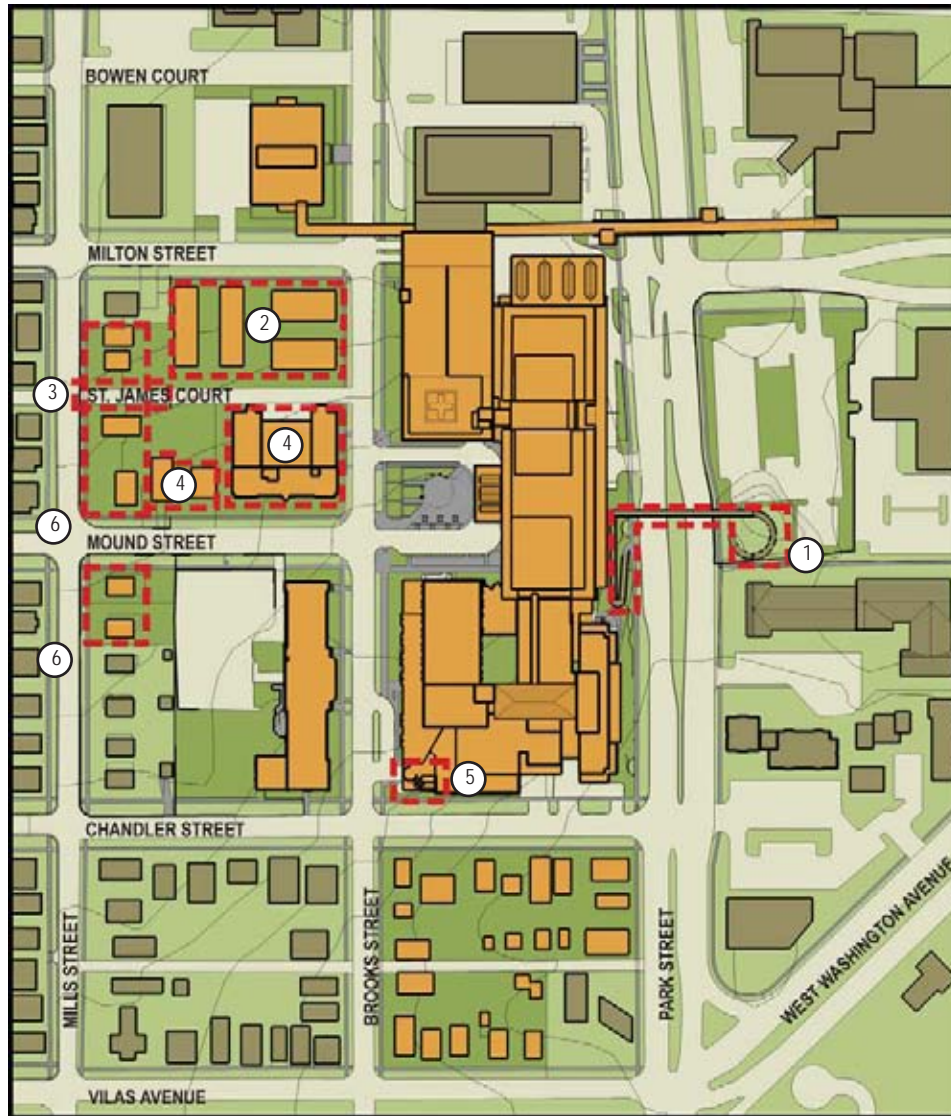 BOWEN COURT
MILTON STREET
2
3
ST. JAMES COURT
4
4
6
MOUND STREET
1
6
5
CHANDLER STREET
MILLS STREET
BROOKS STREET
PARK STREET
WEST WASHINGTON AVENUE
VILAS AVENUE